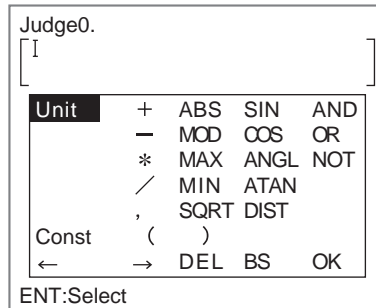 Judge0.
Unit + ABS SIN AND
− MOD COS OR
* MAX ANGL NOT
／ MIN ATAN
, SQRT DIST
Const ( )
← → DEL BS OK
ENT:Select